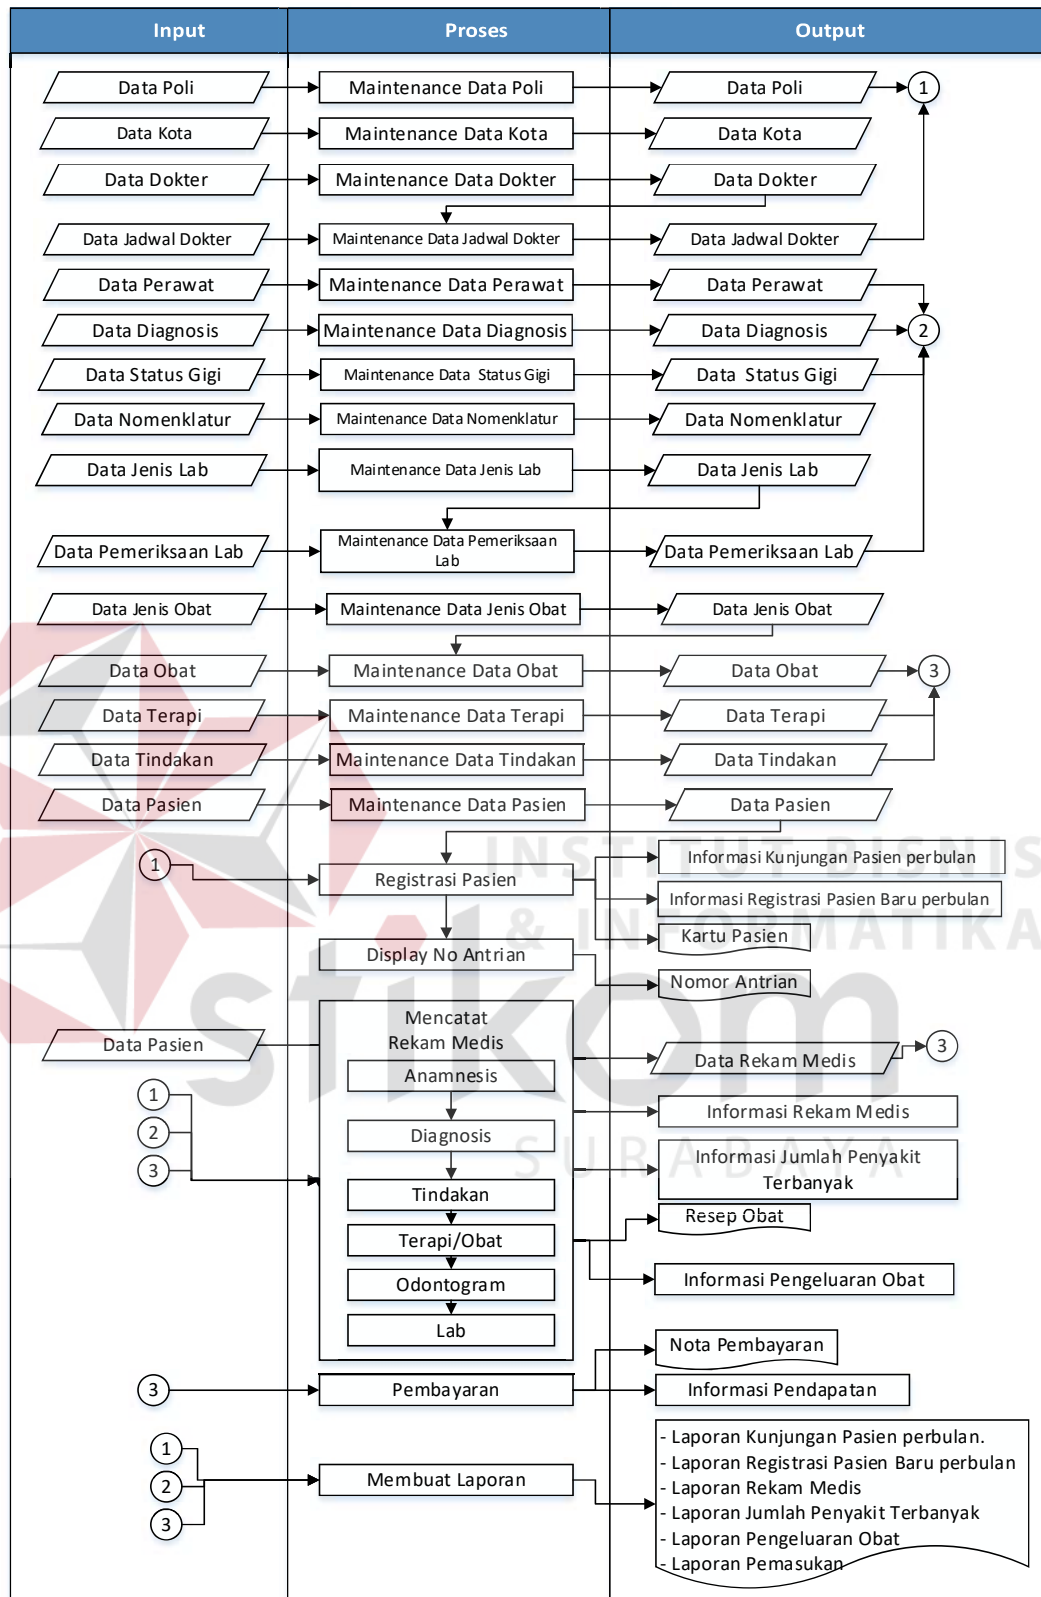 Input Proses Output
Data Poli Maintenance Data Poli Data Poli 1
Data Kota Maintenance Data Kota Data Kota
Data Dokter Maintenance Data Dokter Data Dokter
Data Jadwal Dokter Maintenance Data Jadwal Dokter Data Jadwal Dokter
Data Perawat Maintenance Data Perawat Data Perawat
Data Diagnosis Maintenance Data Diagnosis Data Diagnosis 2
Data Status Gigi Maintenance Data Status Gigi Data Status Gigi
Data Nomenklatur Maintenance Data Nomenklatur Data Nomenklatur
Data Jenis Lab Maintenance Data Jenis Lab Data Jenis Lab
Data Pemeriksaan Lab Maintenance Data Pemeriksaan
Lab Data Pemeriksaan Lab
Data Jenis Obat Maintenance Data Jenis Obat Data Jenis Obat
Data Obat Maintenance Data Obat Data Obat 3
Data Terapi Maintenance Data Terapi Data Terapi
Data Tindakan Maintenance Data Tindakan Data Tindakan
Data Pasien Maintenance Data Pasien Data Pasien
1 Registrasi Pasien
Informasi Kunjungan Pasien perbulan
Informasi Registrasi Pasien Baru perbulan
Kartu Pasien
Display No Antrian
Nomor Antrian
INSTITUT BISNIS
& INFORMATIKA
stikom
SURABAYA
Data Pasien
1
2
3
Mencatat
Rekam Medis
Anamnesis
Diagnosis
Tindakan
Terapi/Obat
Odontogram
Lab
Data Rekam Medis 3
Informasi Rekam Medis
Informasi Jumlah Penyakit
Terbanyak
Resep Obat
Informasi Pengeluaran Obat
3 Pembayaran
Nota Pembayaran
Informasi Pendapatan
1
2
3
Membuat Laporan
- Laporan Kunjungan Pasien perbulan.
- Laporan Registrasi Pasien Baru perbulan
- Laporan Rekam Medis
- Laporan Jumlah Penyakit Terbanyak
- Laporan Pengeluaran Obat
- Laporan Pemasukan